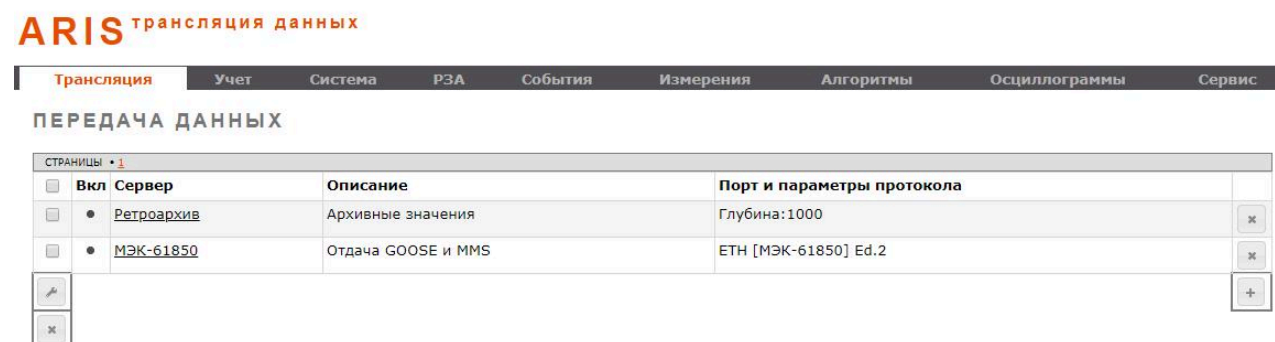 ARIS трансляция данных
Трансляция Учет Система РЗА События Измерения Алгоритмы Осциллограммы Сервис
ПЕРЕДАЧА ДАННЫХ
СТРАНИЦЫ • 1
Вкл Сервер Описание Порт и параметры протокола
Ретроархив Архивные значения Глубина:1000
МЭК-61850 Отдача GOOSE и MMS ETH [МЭК-61850] Ed.2